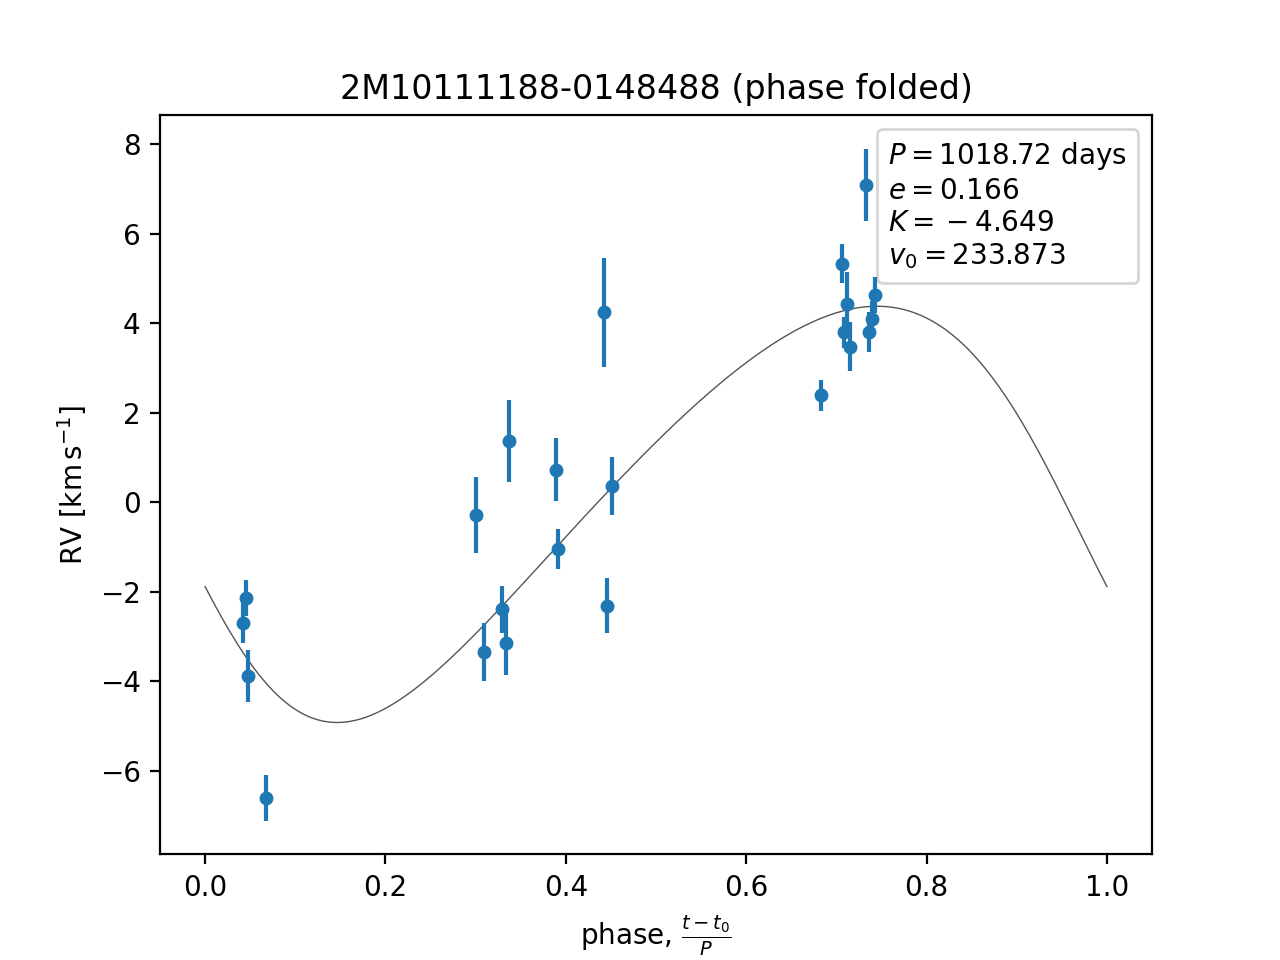 2M10111188-0148488 (phase folded)
P = 1018.72 days
e = 0.166
K = −4.649
v₀ = 233.873
8
6
4
2
0
−2
−4
−6
RV [km s⁻¹]
0.0 0.2 0.4 0.6 0.8 1.0
phase, (t − t₀)/P